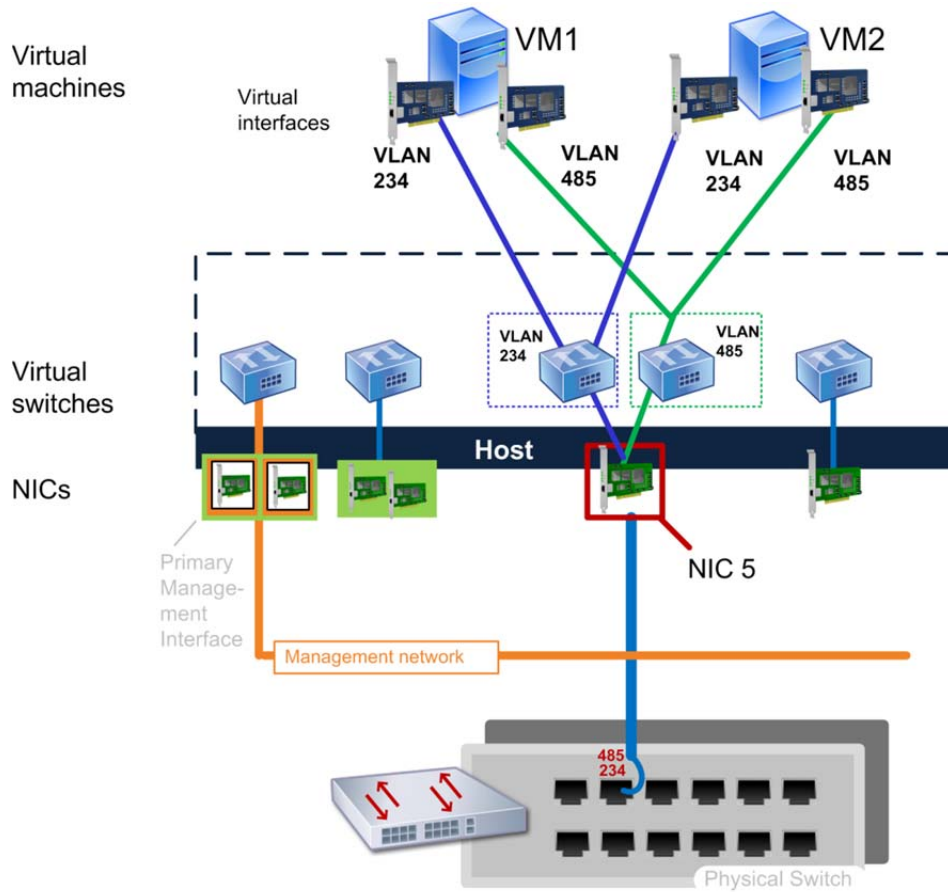 VM1
VM2
Virtual
machines
Virtual
interfaces
VLAN
234
VLAN
485
VLAN
234
VLAN
485
VLAN
234
VLAN
485
Virtual
switches
Host
NICs
Primary
Manage-
ment
Interface
NIC 5
Management network
485
234
Physical Switch